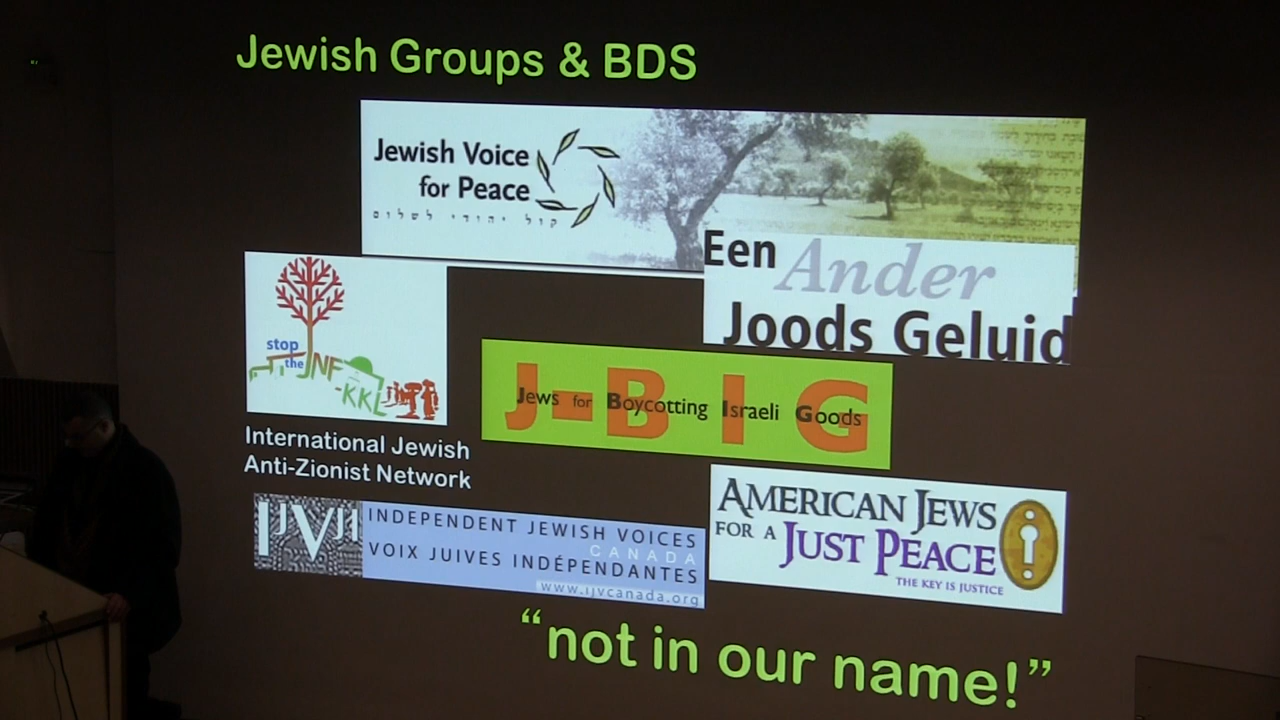 Jewish Groups & BDS
Jewish Voice
for Peace
קול יהודי לשלום
Een Ander
Joods Geluid
stop
the JNF
-KKL
J-BIG
Jews for Boycotting Israeli Goods
International Jewish
Anti-Zionist Network
IJVJI
INDEPENDENT JEWISH VOICES
CANADA
VOIX JUIVES INDÉPENDANTES
www.ijvcanada.org
AMERICAN JEWS
FOR A JUST PEACE
THE KEY IS JUSTICE
“not in our name!”